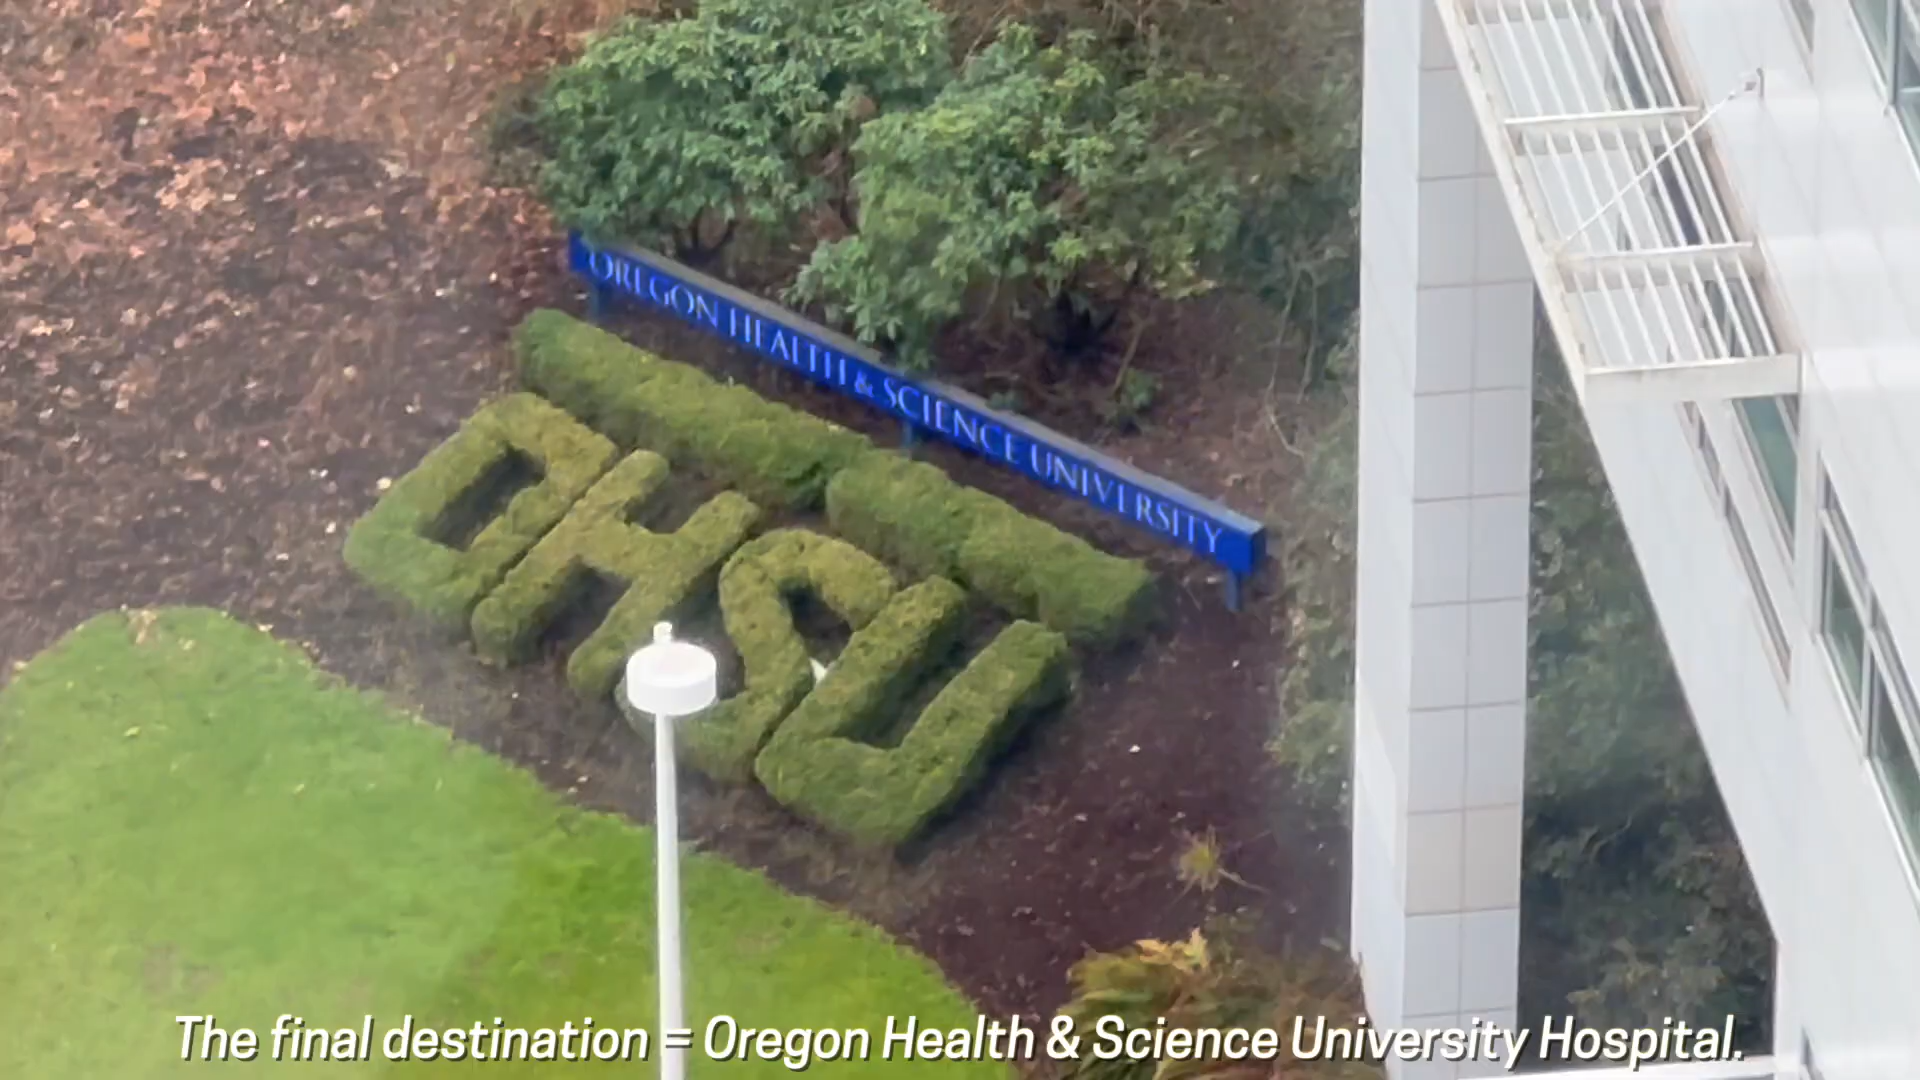 OREGON HEALTH & SCIENCE UNIVERSITY
OHSU
The final destination = Oregon Health & Science University Hospital.